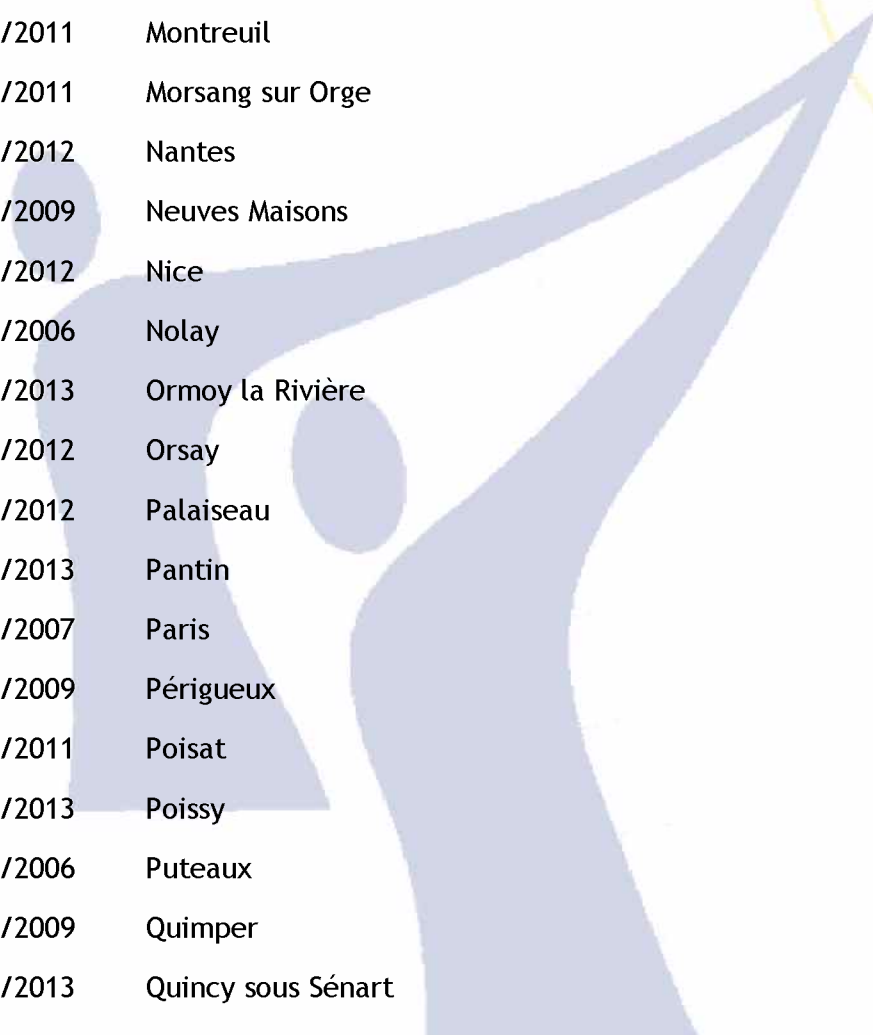 /2011 Montreuil
/2011 Morsang sur Orge
/2012 Nantes
/2009 Neuves Maisons
/2012 Nice
/2006 Nolay
/2013 Ormoy la Rivière
/2012 Orsay
/2012 Palaiseau
/2013 Pantin
/2007 Paris
/2009 Périgueux
/2011 Poisat
/2013 Poissy
/2006 Puteaux
/2009 Quimper
/2013 Quincy sous Sénart